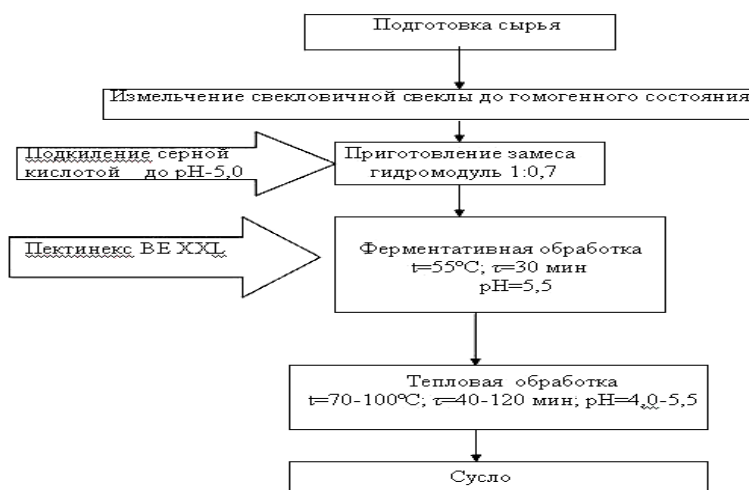 Подготовка сырья
Измельчение свекловичной свеклы до гомогенного состояния
Подкиление серной
кислотой до рН-5,0
Приготовление замеса
гидромодуль 1:0,7
Пектинекс BE XXL
Ферментативная обработка
t=55°C; τ=30 мин
pH=5,5
Тепловая обработка
t=70-100°C; τ=40-120 мин; pH=4,0-5,5
Сусло